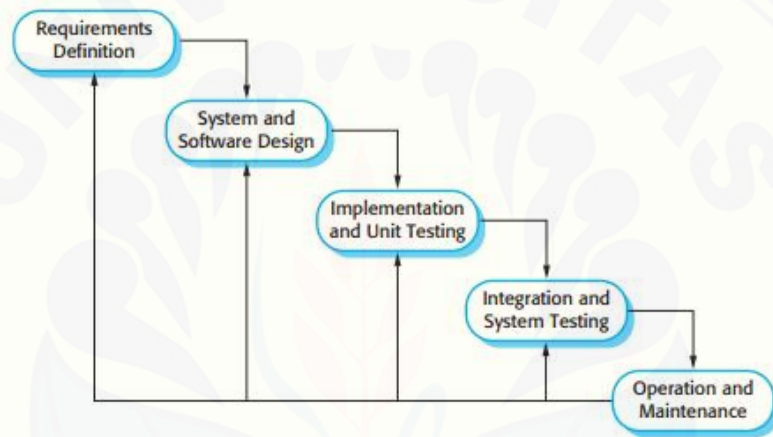 Requirements
Definition
System and
Software Design
Implementation
and Unit Testing
Integration and
System Testing
Operation and
Maintenance